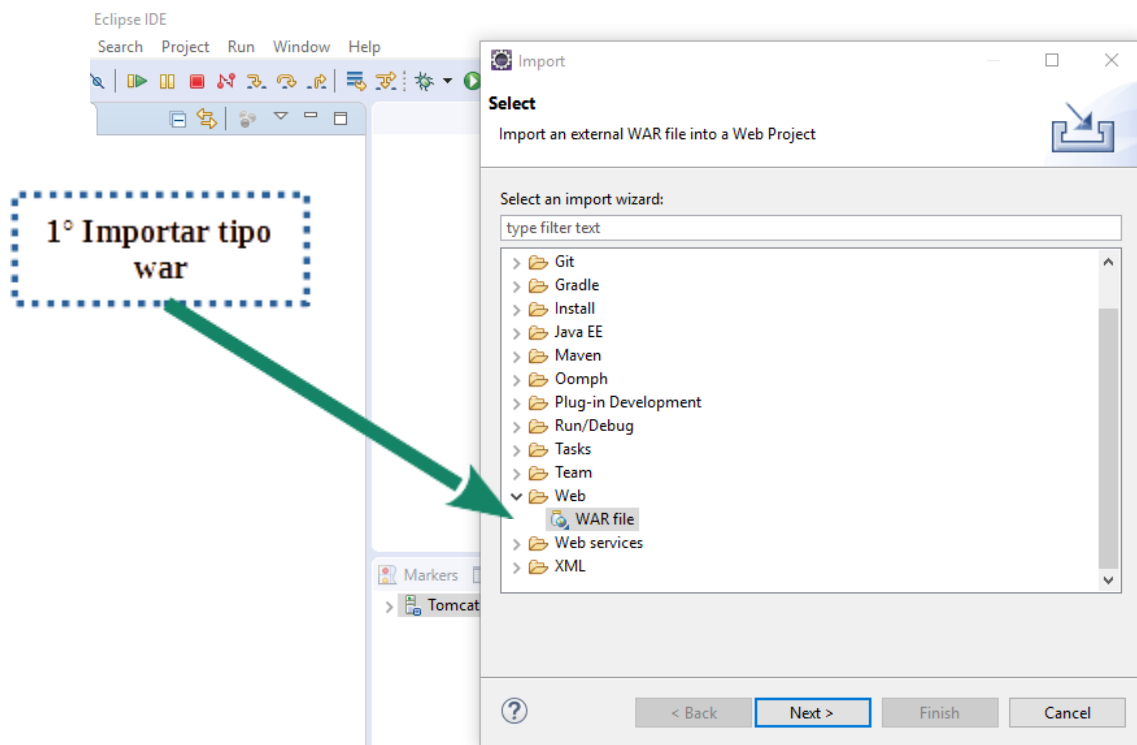 Eclipse IDE
Search Project Run Window Help
1° Importar tipo
war
Markers
Tomcat
Import
Select
Import an external WAR file into a Web Project
Select an import wizard:
type filter text
Git
Gradle
Install
Java EE
Maven
Oomph
Plug-in Development
Run/Debug
Tasks
Team
Web
WAR file
Web services
XML
?
< Back Next > Finish Cancel